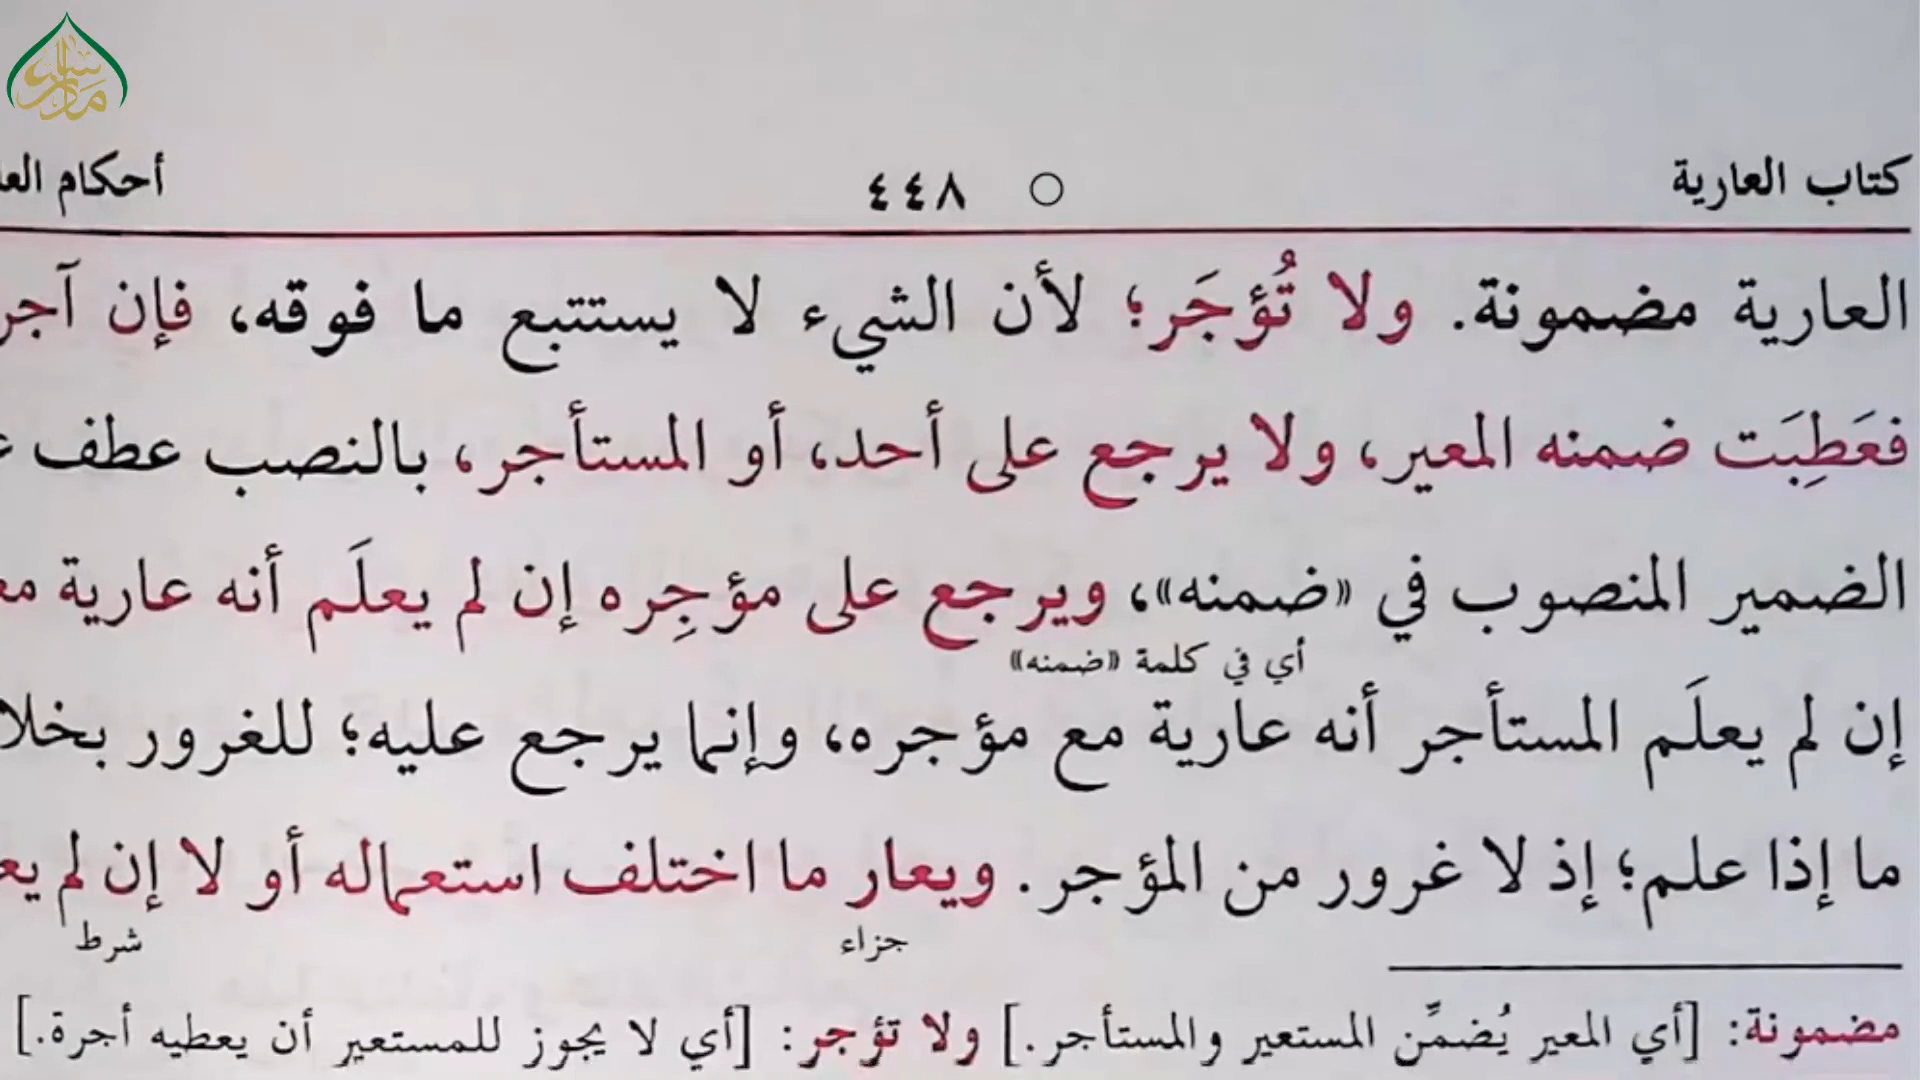 كتاب العارية ○ ٤٤٨ أحكام
العارية مضمونة. ولا تُؤجَر؛ لأن الشيء لا يستتبع ما فوقه، فإن آجر
فعَطِبَت ضمنه المعير، ولا يرجع على أحد، أو المستأجر، بالنصب عطف
الضمير المنصوب في «ضمنه»، ويرجع على مؤجِره إن لم يعلَم أنه عارية
أي في كلمة «ضمنه»
إن لم يعلَم المستأجر أنه عارية مع مؤجره، وإنما يرجع عليه؛ للغرور
ما إذا علم؛ إذ لا غرور من المؤجر. ويعار ما اختلف استعماله أو لا إن لم
جزاء شرط
مضمونة: [أي المعير يُضمِّن المستعير والمستأجر.] ولا تؤجر: [أي لا يجوز للمستعير أن يعطيه أجرة.]